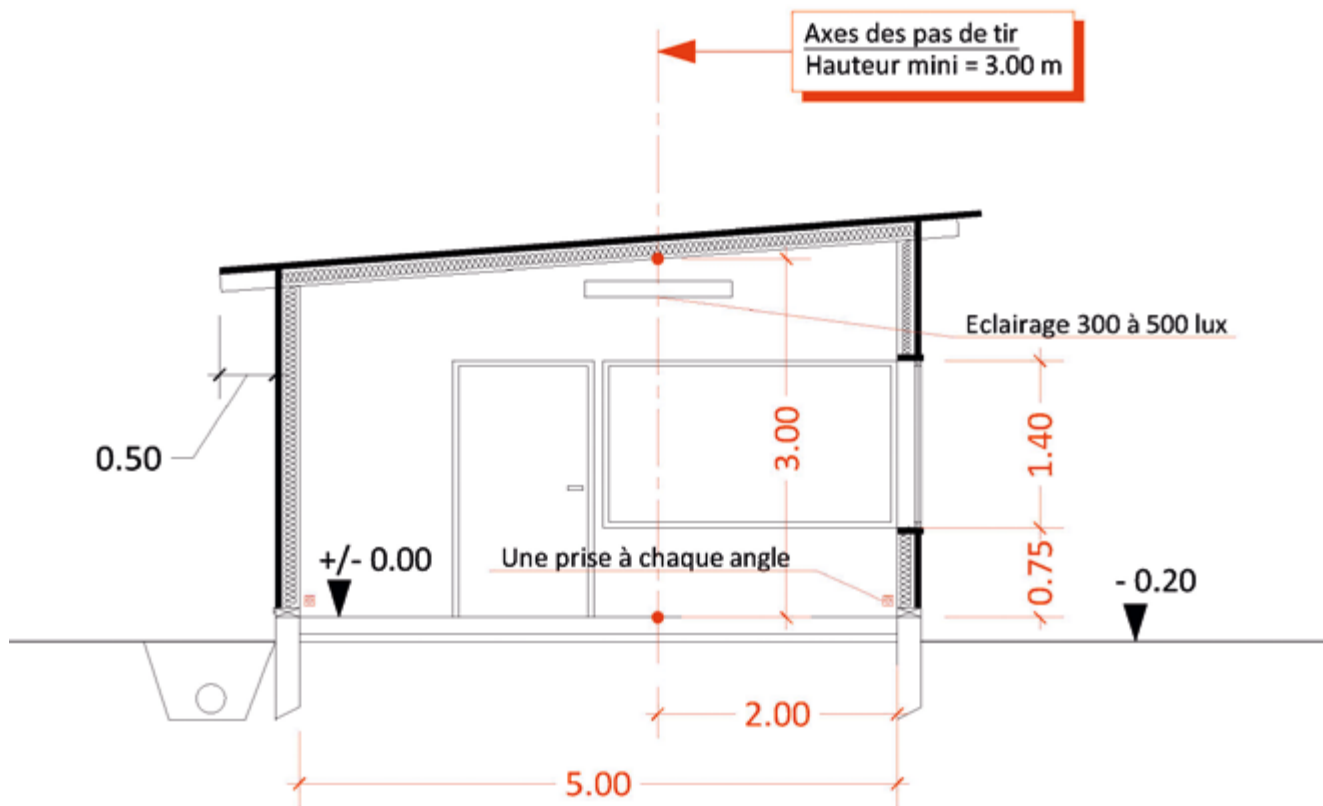 Axes des pas de tir
Hauteur mini = 3.00 m
Eclairage 300 à 500 lux
3.00
1.40
0.50
+/- 0.00
Une prise à chaque angle
0.75
- 0.20
2.00
5.00